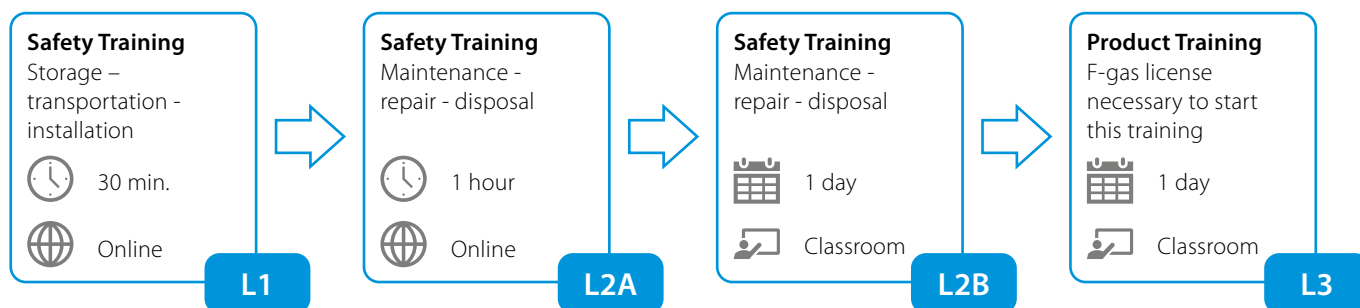 Safety Training
Storage –
transportation -
installation
30 min.
Online
L1
Safety Training
Maintenance -
repair - disposal
1 hour
Online
L2A
Safety Training
Maintenance -
repair - disposal
1 day
Classroom
L2B
Product Training
F-gas license
necessary to start
this training
1 day
Classroom
L3